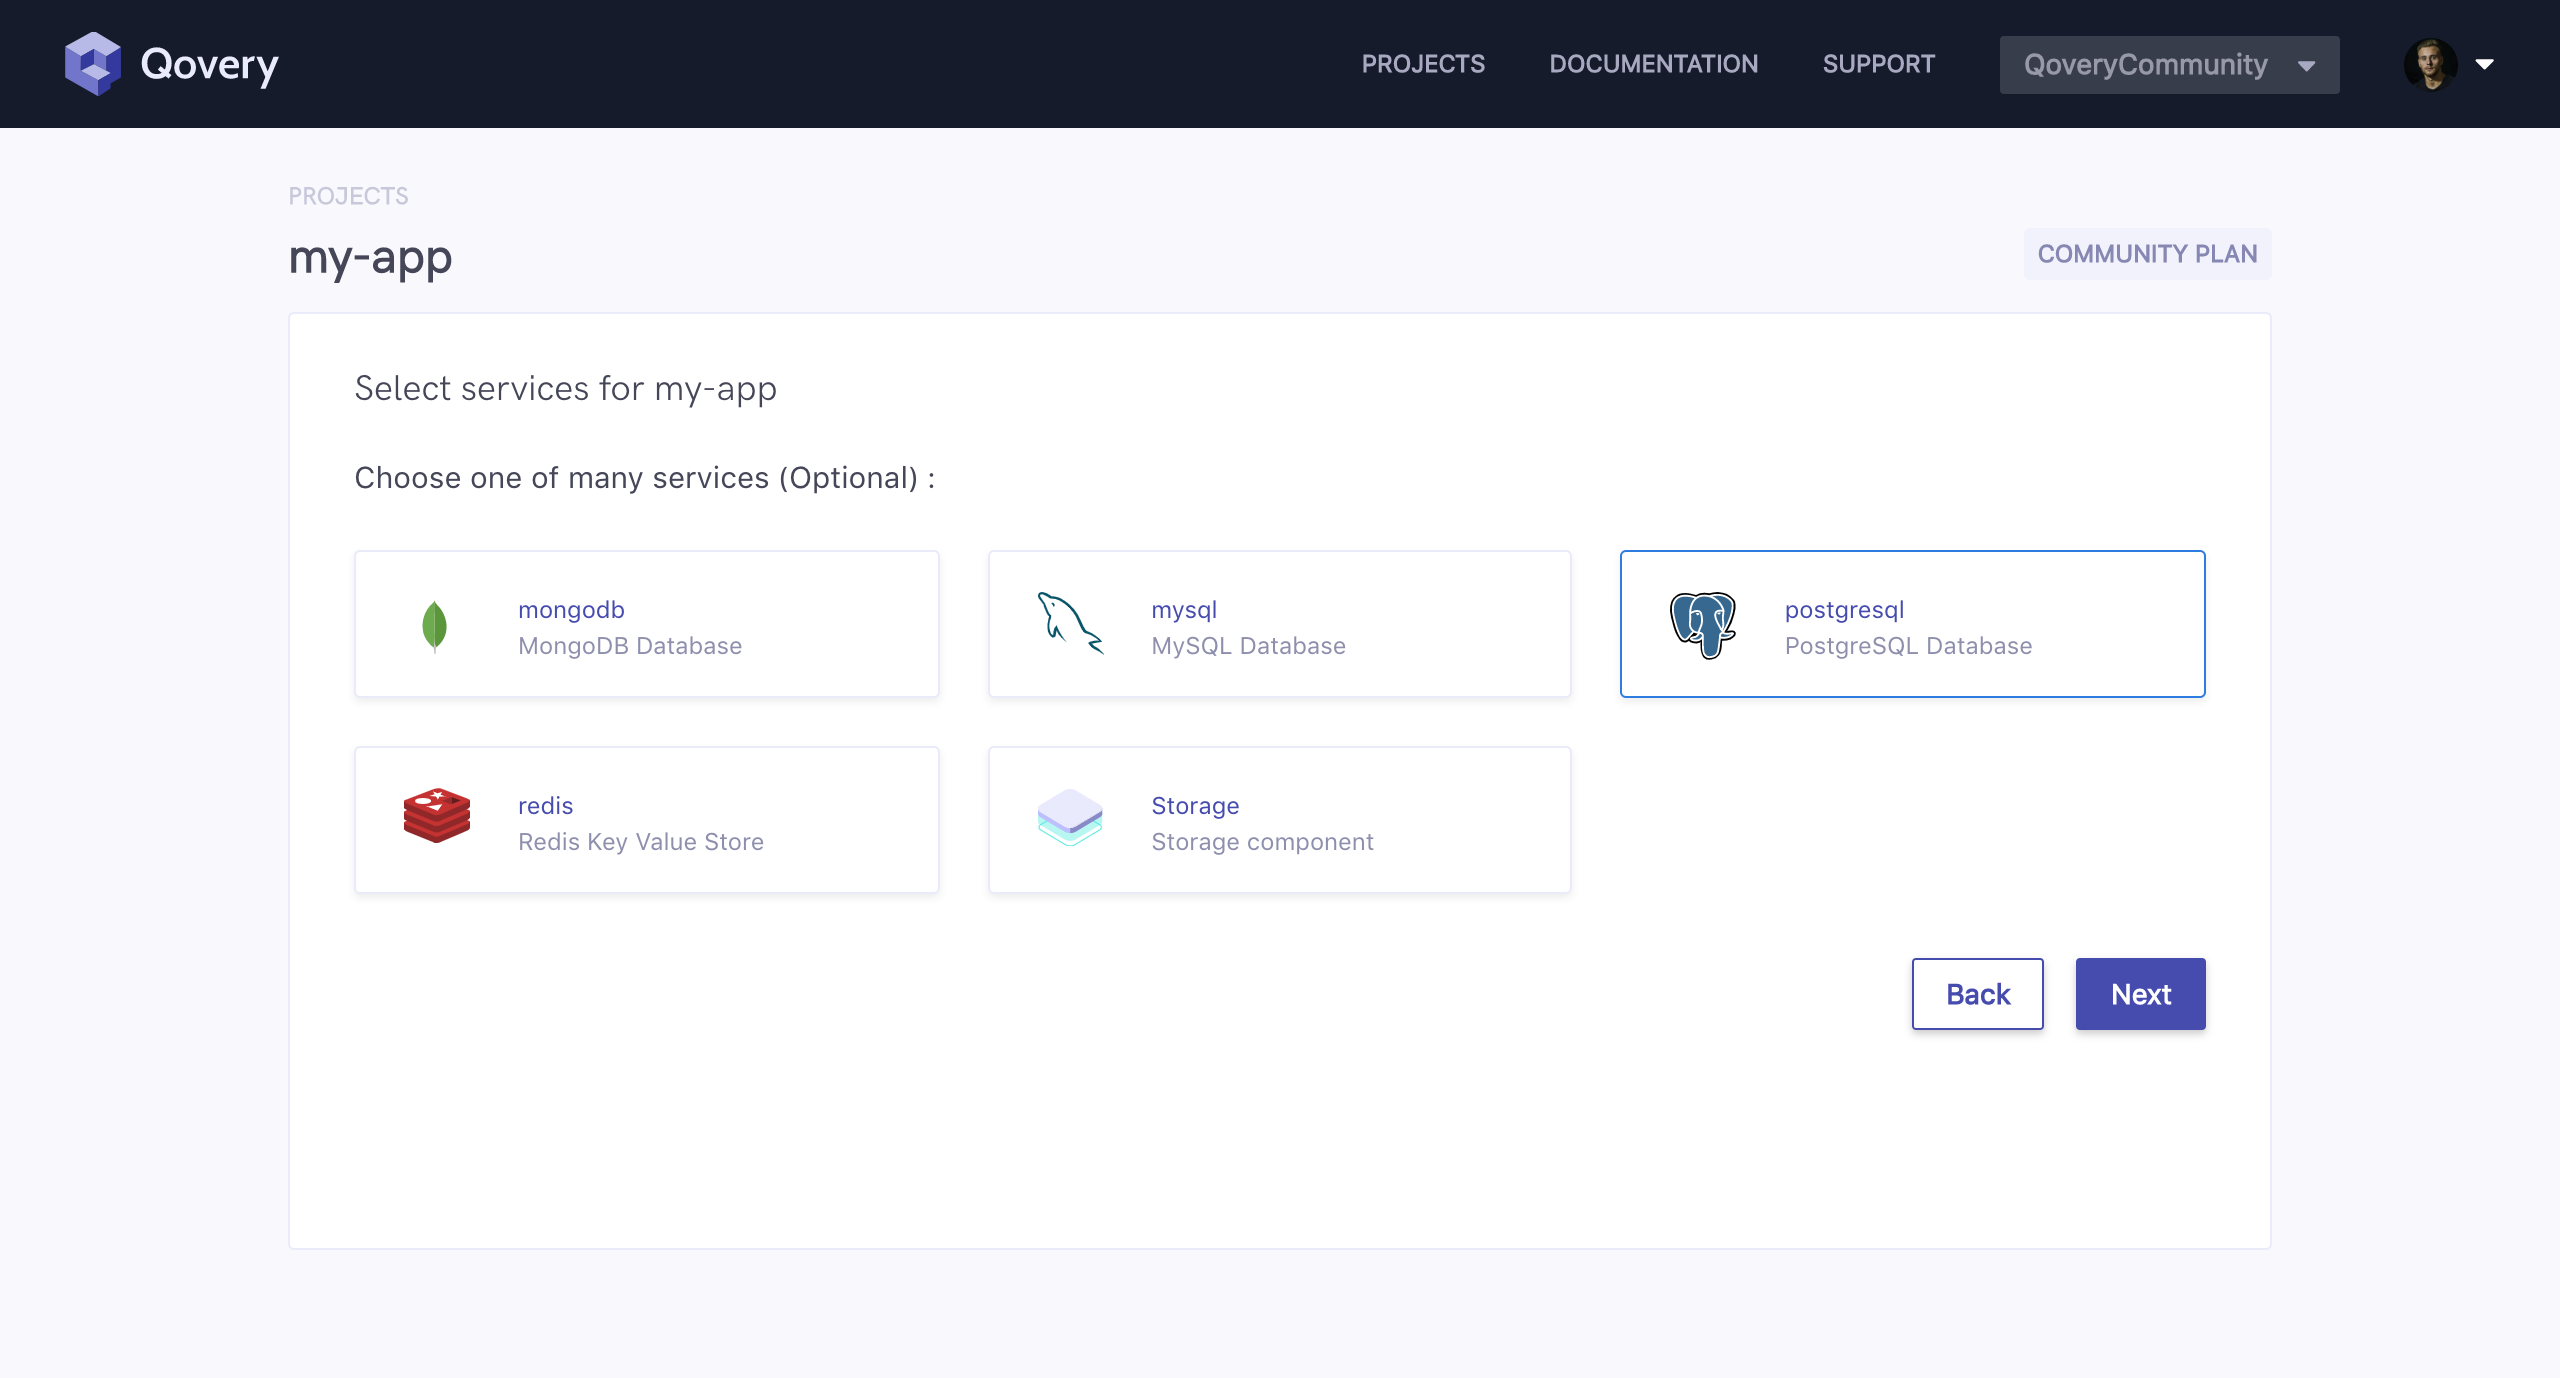 Qovery
PROJECTS
DOCUMENTATION
SUPPORT
QoveryCommunity
PROJECTS
my-app
COMMUNITY PLAN
Select services for my-app
Choose one of many services (Optional) :
mongodb
MongoDB Database
mysql
MySQL Database
postgresql
PostgreSQL Database
redis
Redis Key Value Store
Storage
Storage component
Back
Next